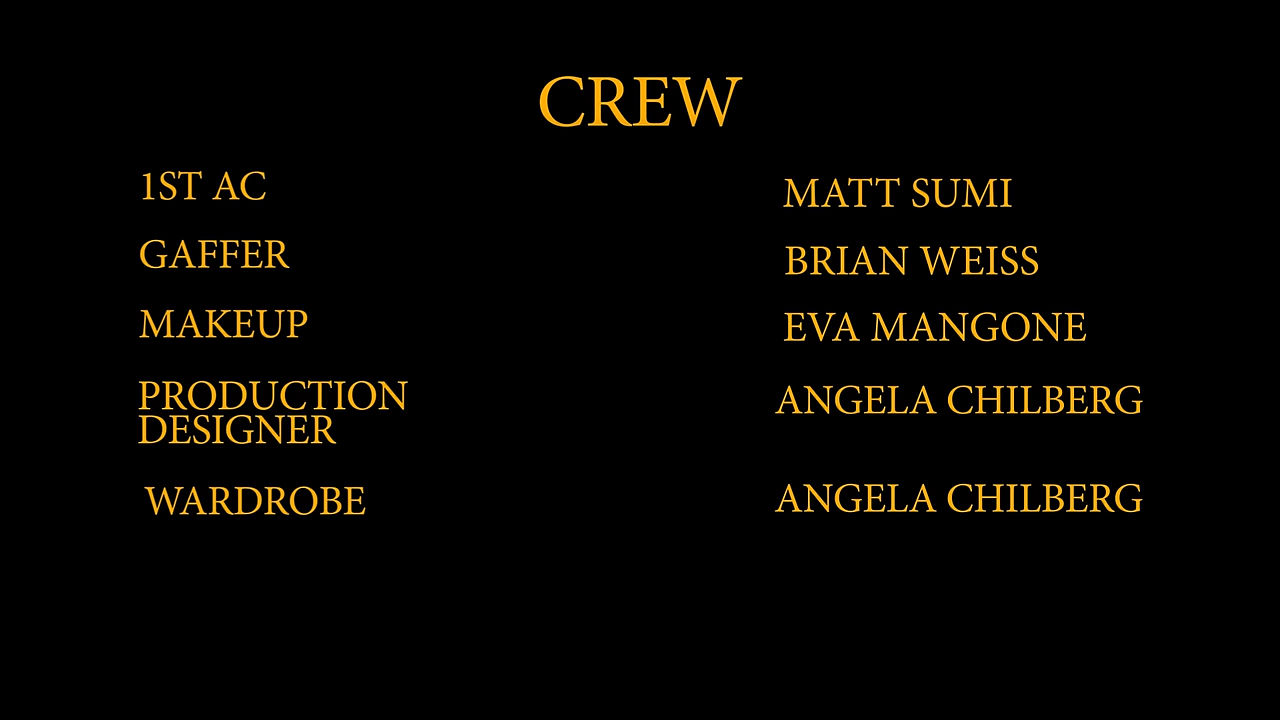 CREW
1ST AC MATT SUMI
GAFFER BRIAN WEISS
MAKEUP EVA MANGONE
PRODUCTION ANGELA CHILBERG
DESIGNER
WARDROBE ANGELA CHILBERG